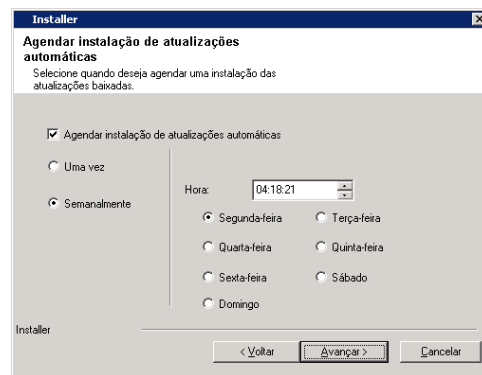 Installer
Agendar instalação de atualizações
automáticas
Selecione quando deseja agendar uma instalação das
atualizações baixadas.
Agendar instalação de atualizações automáticas
Uma vez
Semanalmente
Hora: 04:18:21
Segunda-feira Terça-feira
Quarta-feira Quinta-feira
Sexta-feira Sábado
Domingo
Installer
< Voltar Avançar > Cancelar